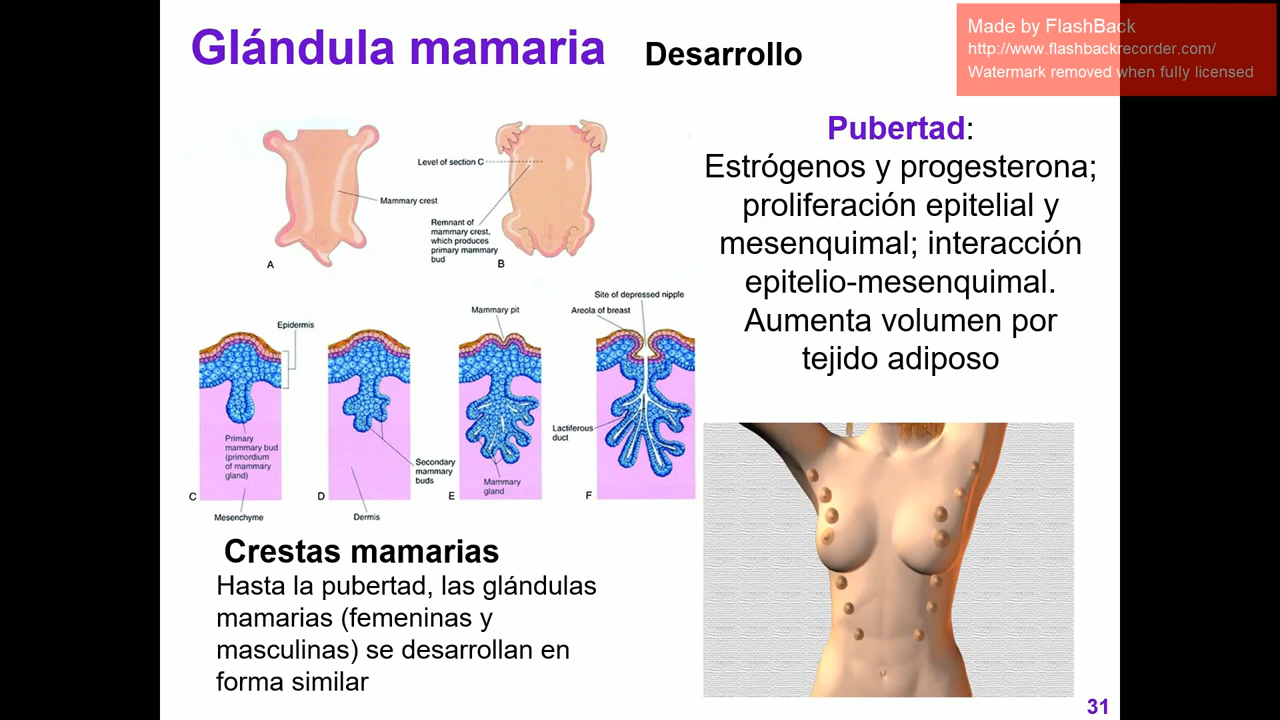 Glándula mamaria Desarrollo
Made by FlashBack
http://www.flashbackrecorder.com/
Watermark removed when fully licensed
Level of section C
Mammary crest
Remnant of
mammary crest,
which produces
primary mammary
bud
A
B
Site of depressed nipple
Mammary pit
Areola of breast
Epidermis
Lactiferous
duct
Primary
mammary bud
(primordium
of mammary
gland)
Secondary
mammary
buds
Mammary
gland
C
D
E
F
Mesenchyme
Dermis
Crestas mamarias
Hasta la pubertad, las glándulas
mamarias (femeninas y
masculinas) se desarrollan en
forma similar
Pubertad:
Estrógenos y progesterona;
proliferación epitelial y
mesenquimal; interacción
epitelio-mesenquimal.
Aumenta volumen por
tejido adiposo
31